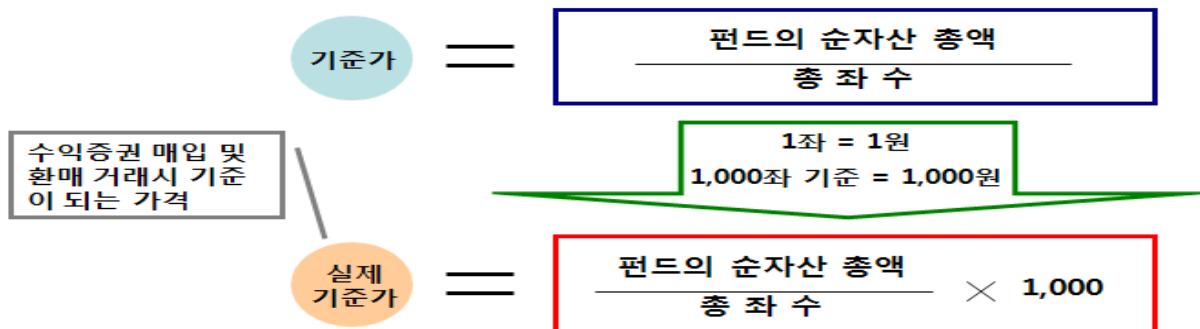 기준가
펀드의 순자산 총액
총 좌 수
수익증권 매입 및
환매 거래시 기준
이 되는 가격
1좌 = 1원
1,000좌 기준 = 1,000원
실제
기준가
펀드의 순자산 총액
총 좌 수
× 1,000